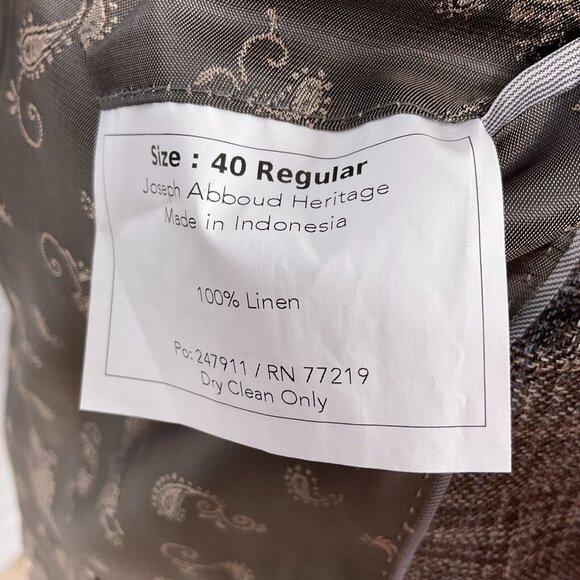 Size : 40 Regular
Joseph Abboud Heritage
Made in Indonesia
100% Linen
Po: 247911 / RN 77219
Dry Clean Only